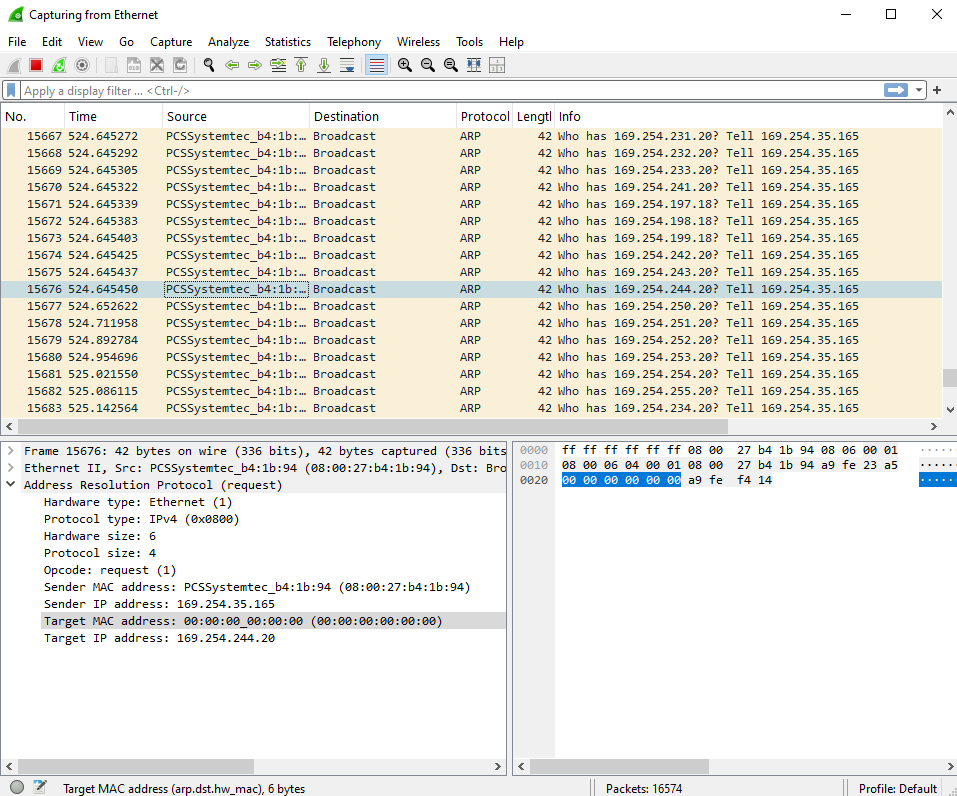 Capturing from Ethernet
File Edit View Go Capture Analyze Statistics Telephony Wireless Tools Help
Apply a display filter ... <Ctrl-/>
No. Time Source Destination Protocol Lengtl Info
15667 524.645272 PCSSystemtec_b4:1b:… Broadcast ARP 42 Who has 169.254.231.20? Tell 169.254.35.165
15668 524.645292 PCSSystemtec_b4:1b:… Broadcast ARP 42 Who has 169.254.232.20? Tell 169.254.35.165
15669 524.645305 PCSSystemtec_b4:1b:… Broadcast ARP 42 Who has 169.254.233.20? Tell 169.254.35.165
15670 524.645322 PCSSystemtec_b4:1b:… Broadcast ARP 42 Who has 169.254.241.20? Tell 169.254.35.165
15671 524.645339 PCSSystemtec_b4:1b:… Broadcast ARP 42 Who has 169.254.197.18? Tell 169.254.35.165
15672 524.645383 PCSSystemtec_b4:1b:… Broadcast ARP 42 Who has 169.254.198.18? Tell 169.254.35.165
15673 524.645403 PCSSystemtec_b4:1b:… Broadcast ARP 42 Who has 169.254.199.18? Tell 169.254.35.165
15674 524.645425 PCSSystemtec_b4:1b:… Broadcast ARP 42 Who has 169.254.242.20? Tell 169.254.35.165
15675 524.645437 PCSSystemtec_b4:1b:… Broadcast ARP 42 Who has 169.254.243.20? Tell 169.254.35.165
15676 524.645450 PCSSystemtec_b4:1b:… Broadcast ARP 42 Who has 169.254.244.20? Tell 169.254.35.165
15677 524.652622 PCSSystemtec_b4:1b:… Broadcast ARP 42 Who has 169.254.250.20? Tell 169.254.35.165
15678 524.711958 PCSSystemtec_b4:1b:… Broadcast ARP 42 Who has 169.254.251.20? Tell 169.254.35.165
15679 524.892784 PCSSystemtec_b4:1b:… Broadcast ARP 42 Who has 169.254.252.20? Tell 169.254.35.165
15680 524.954696 PCSSystemtec_b4:1b:… Broadcast ARP 42 Who has 169.254.253.20? Tell 169.254.35.165
15681 525.021550 PCSSystemtec_b4:1b:… Broadcast ARP 42 Who has 169.254.254.20? Tell 169.254.35.165
15682 525.086115 PCSSystemtec_b4:1b:… Broadcast ARP 42 Who has 169.254.255.20? Tell 169.254.35.165
15683 525.142564 PCSSystemtec_b4:1b:… Broadcast ARP 42 Who has 169.254.234.20? Tell 169.254.35.165
Frame 15676: 42 bytes on wire (336 bits), 42 bytes captured (336 bits
Ethernet II, Src: PCSSystemtec_b4:1b:94 (08:00:27:b4:1b:94), Dst: Bro
Address Resolution Protocol (request)
Hardware type: Ethernet (1)
Protocol type: IPv4 (0x0800)
Hardware size: 6
Protocol size: 4
Opcode: request (1)
Sender MAC address: PCSSystemtec_b4:1b:94 (08:00:27:b4:1b:94)
Sender IP address: 169.254.35.165
Target MAC address: 00:00:00_00:00:00 (00:00:00:00:00:00)
Target IP address: 169.254.244.20
0000 ff ff ff ff ff ff 08 00 27 b4 1b 94 08 06 00 01 ······
0010 08 00 06 04 00 01 08 00 27 b4 1b 94 a9 fe 23 a5 ······
0020 00 00 00 00 00 00 a9 fe f4 14 ······
Target MAC address (arp.dst.hw_mac), 6 bytes
Packets: 16574
Profile: Default